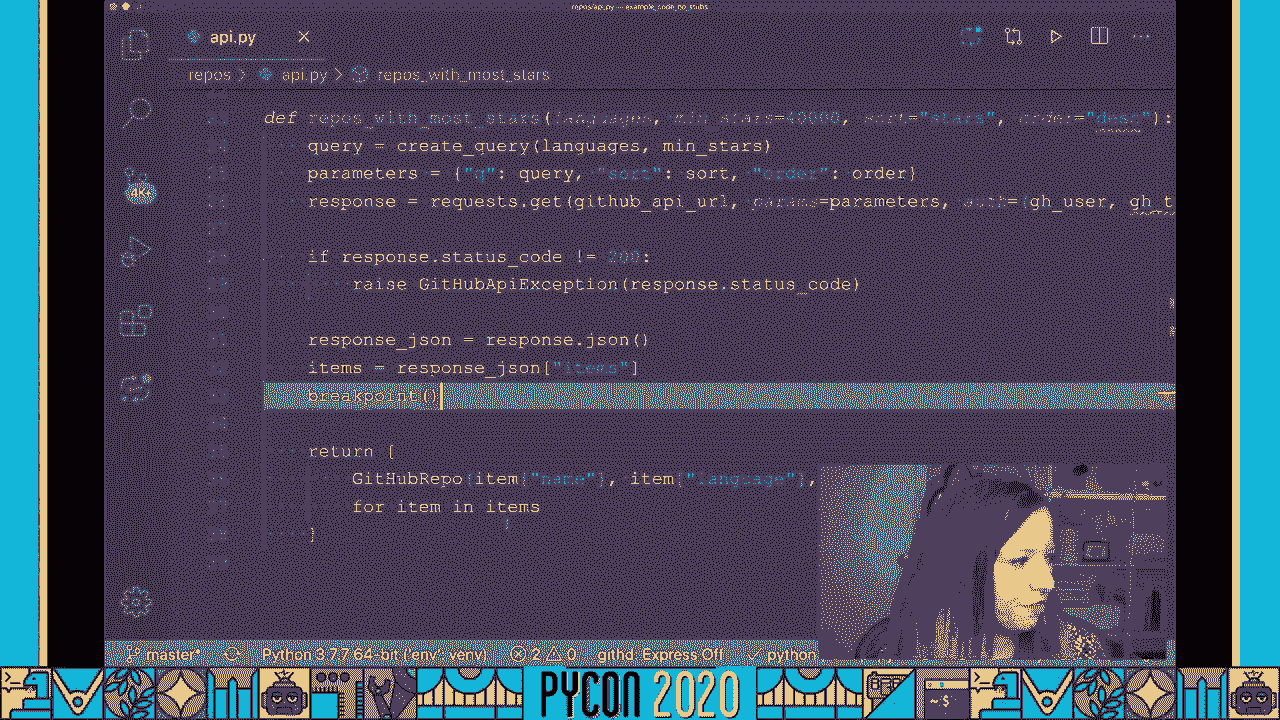 repos/api.py — example_code_no_stubs
api.py
repos > api.py > repos_with_most_stars
def repos_with_most_stars(languages, min_stars=40000, sort="stars", order="desc"):
query = create_query(languages, min_stars)
parameters = {"q": query, "sort": sort, "order": order}
response = requests.get(github_api_url, params=parameters, auth=(gh_user, gh_t
if response.status_code != 200:
raise GitHubApiException(response.status_code)
response_json = response.json()
items = response_json["items"]
breakpoint()
return [
GitHubRepo(item["name"], item["language"],
for item in items
]
4K+
master* Python 3.7.7 64-bit ('env': venv) 2 0 githd: Express Off python
PYCON 2020
~$